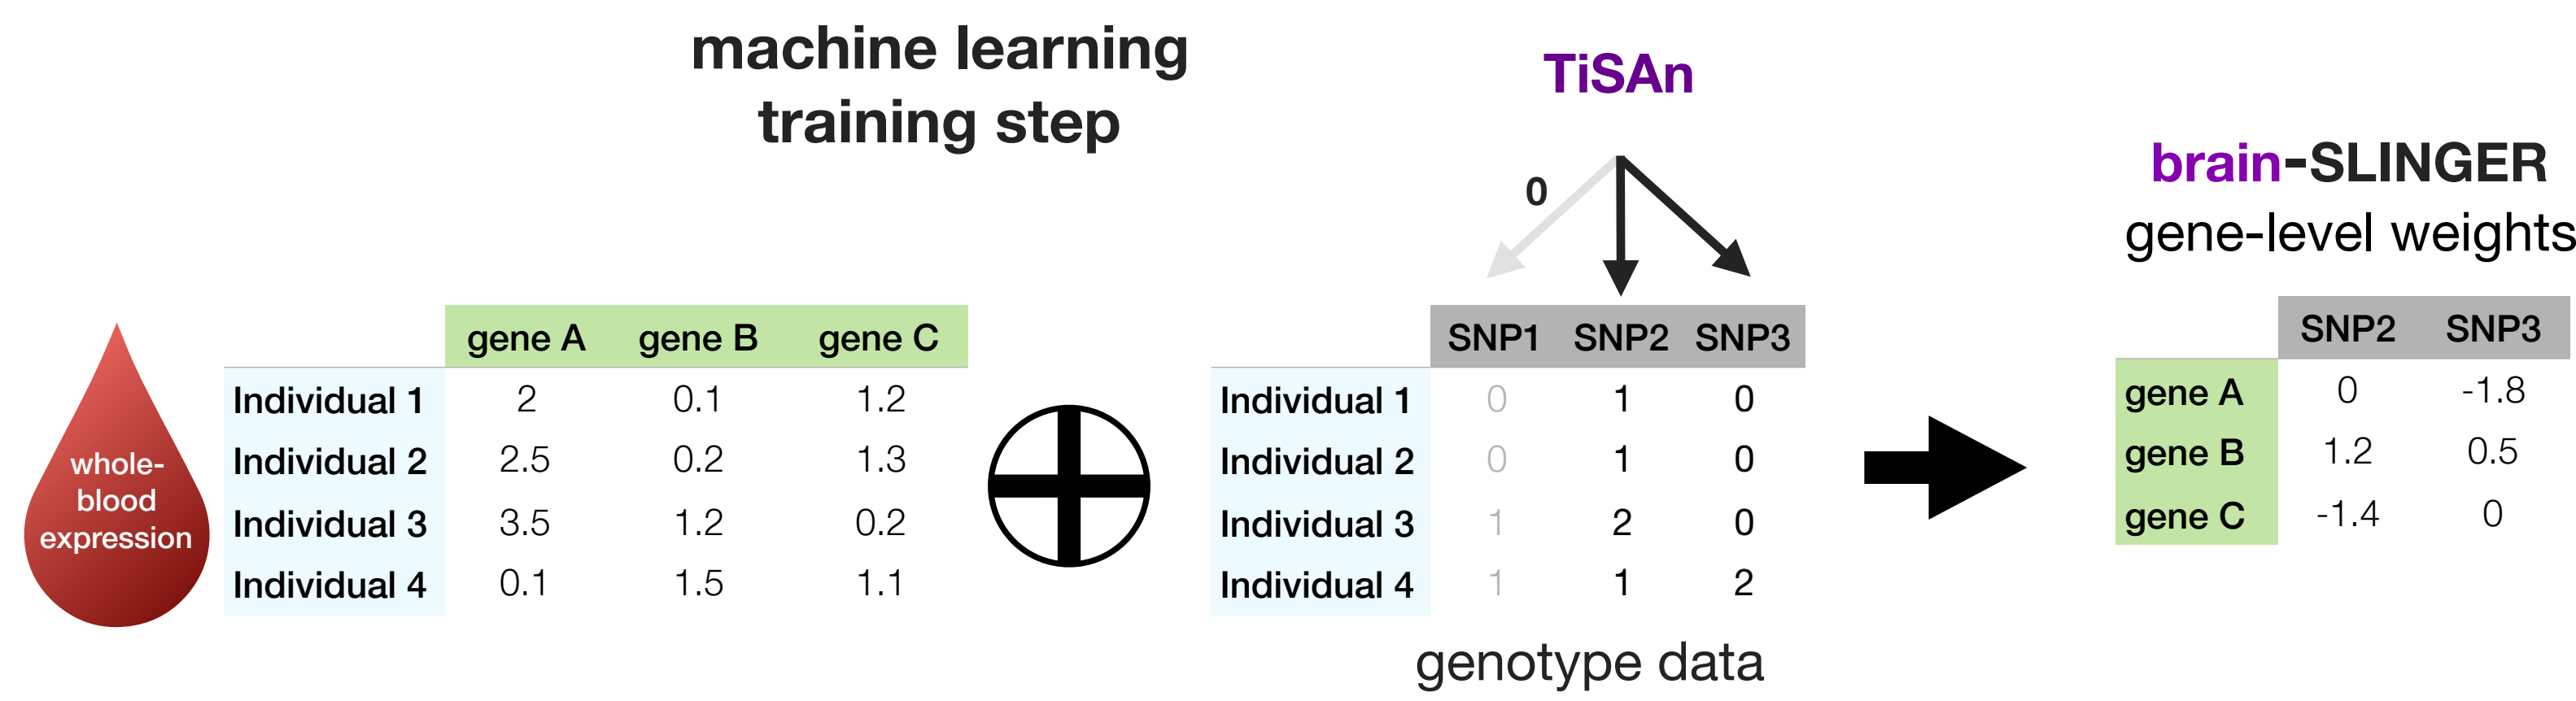 machine learning
training step
TiSAn
0
brain-SLINGER
gene-level weights
whole-
blood
expression
gene A gene B gene C
Individual 1 2 0.1 1.2
Individual 2 2.5 0.2 1.3
Individual 3 3.5 1.2 0.2
Individual 4 0.1 1.5 1.1
SNP1 SNP2 SNP3
Individual 1 0 1 0
Individual 2 0 1 0
Individual 3 1 2 0
Individual 4 1 1 2
genotype data
SNP2 SNP3
gene A 0 -1.8
gene B 1.2 0.5
gene C -1.4 0